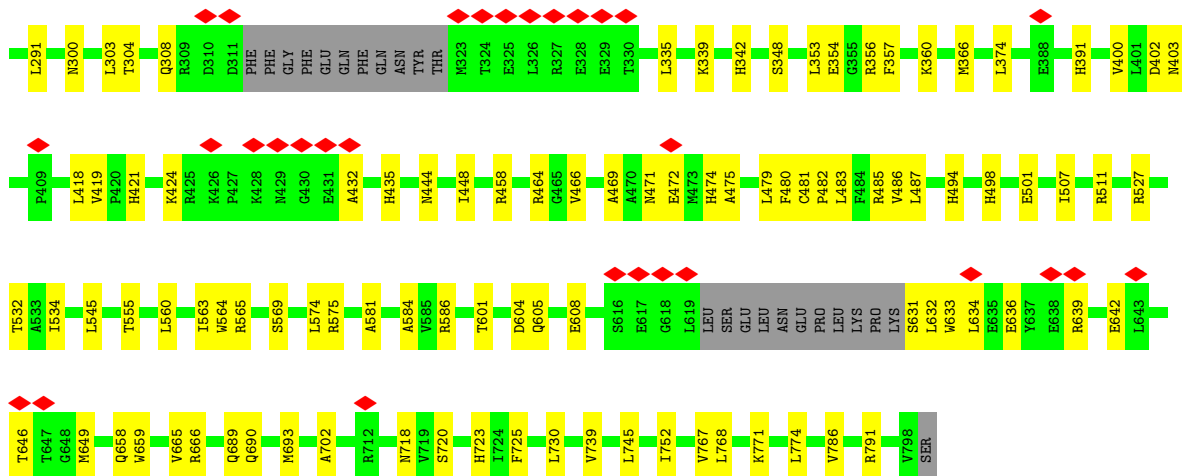 L291 N300 L303 T304 Q308 R309 D310 D311 PHE PHE GLY PHE GLU GLN PHE GLN ASN TYR THR M323 T324 E325 L326 R327 E328 E329 T330 L335 K339 H342 S348 L353 E354 G355 R356 F357 K360 M366 L374 E388 H391 V400 L401 D402 N403
P409 L418 V419 P420 H421 K424 R425 K426 P427 K428 N429 G430 E431 A432 H435 N444 I448 R458 R464 G465 V466 A469 A470 N471 E472 M473 H474 A475 L479 F480 C481 P482 L483 F484 R485 V486 L487 H494 H498 E501 I507 R511 R527
T532 A533 I534 L545 T555 L560 I563 W564 R565 S569 L574 R575 A581 A584 V585 R586 T601 D604 Q605 E608 S616 E617 G618 L619 LEU SER GLU LEU ASN GLU PRO LEU LYS PRO LYS S631 L632 W633 L634 E635 E636 Y637 E638 R639 E642 L643
T646 T647 G648 M649 Q658 W659 V665 R666 Q689 Q690 M693 A702 R712 N718 V719 S720 H723 I724 F725 L730 V739 L745 I752 V767 L768 K771 L774 V786 R791 V798 SER